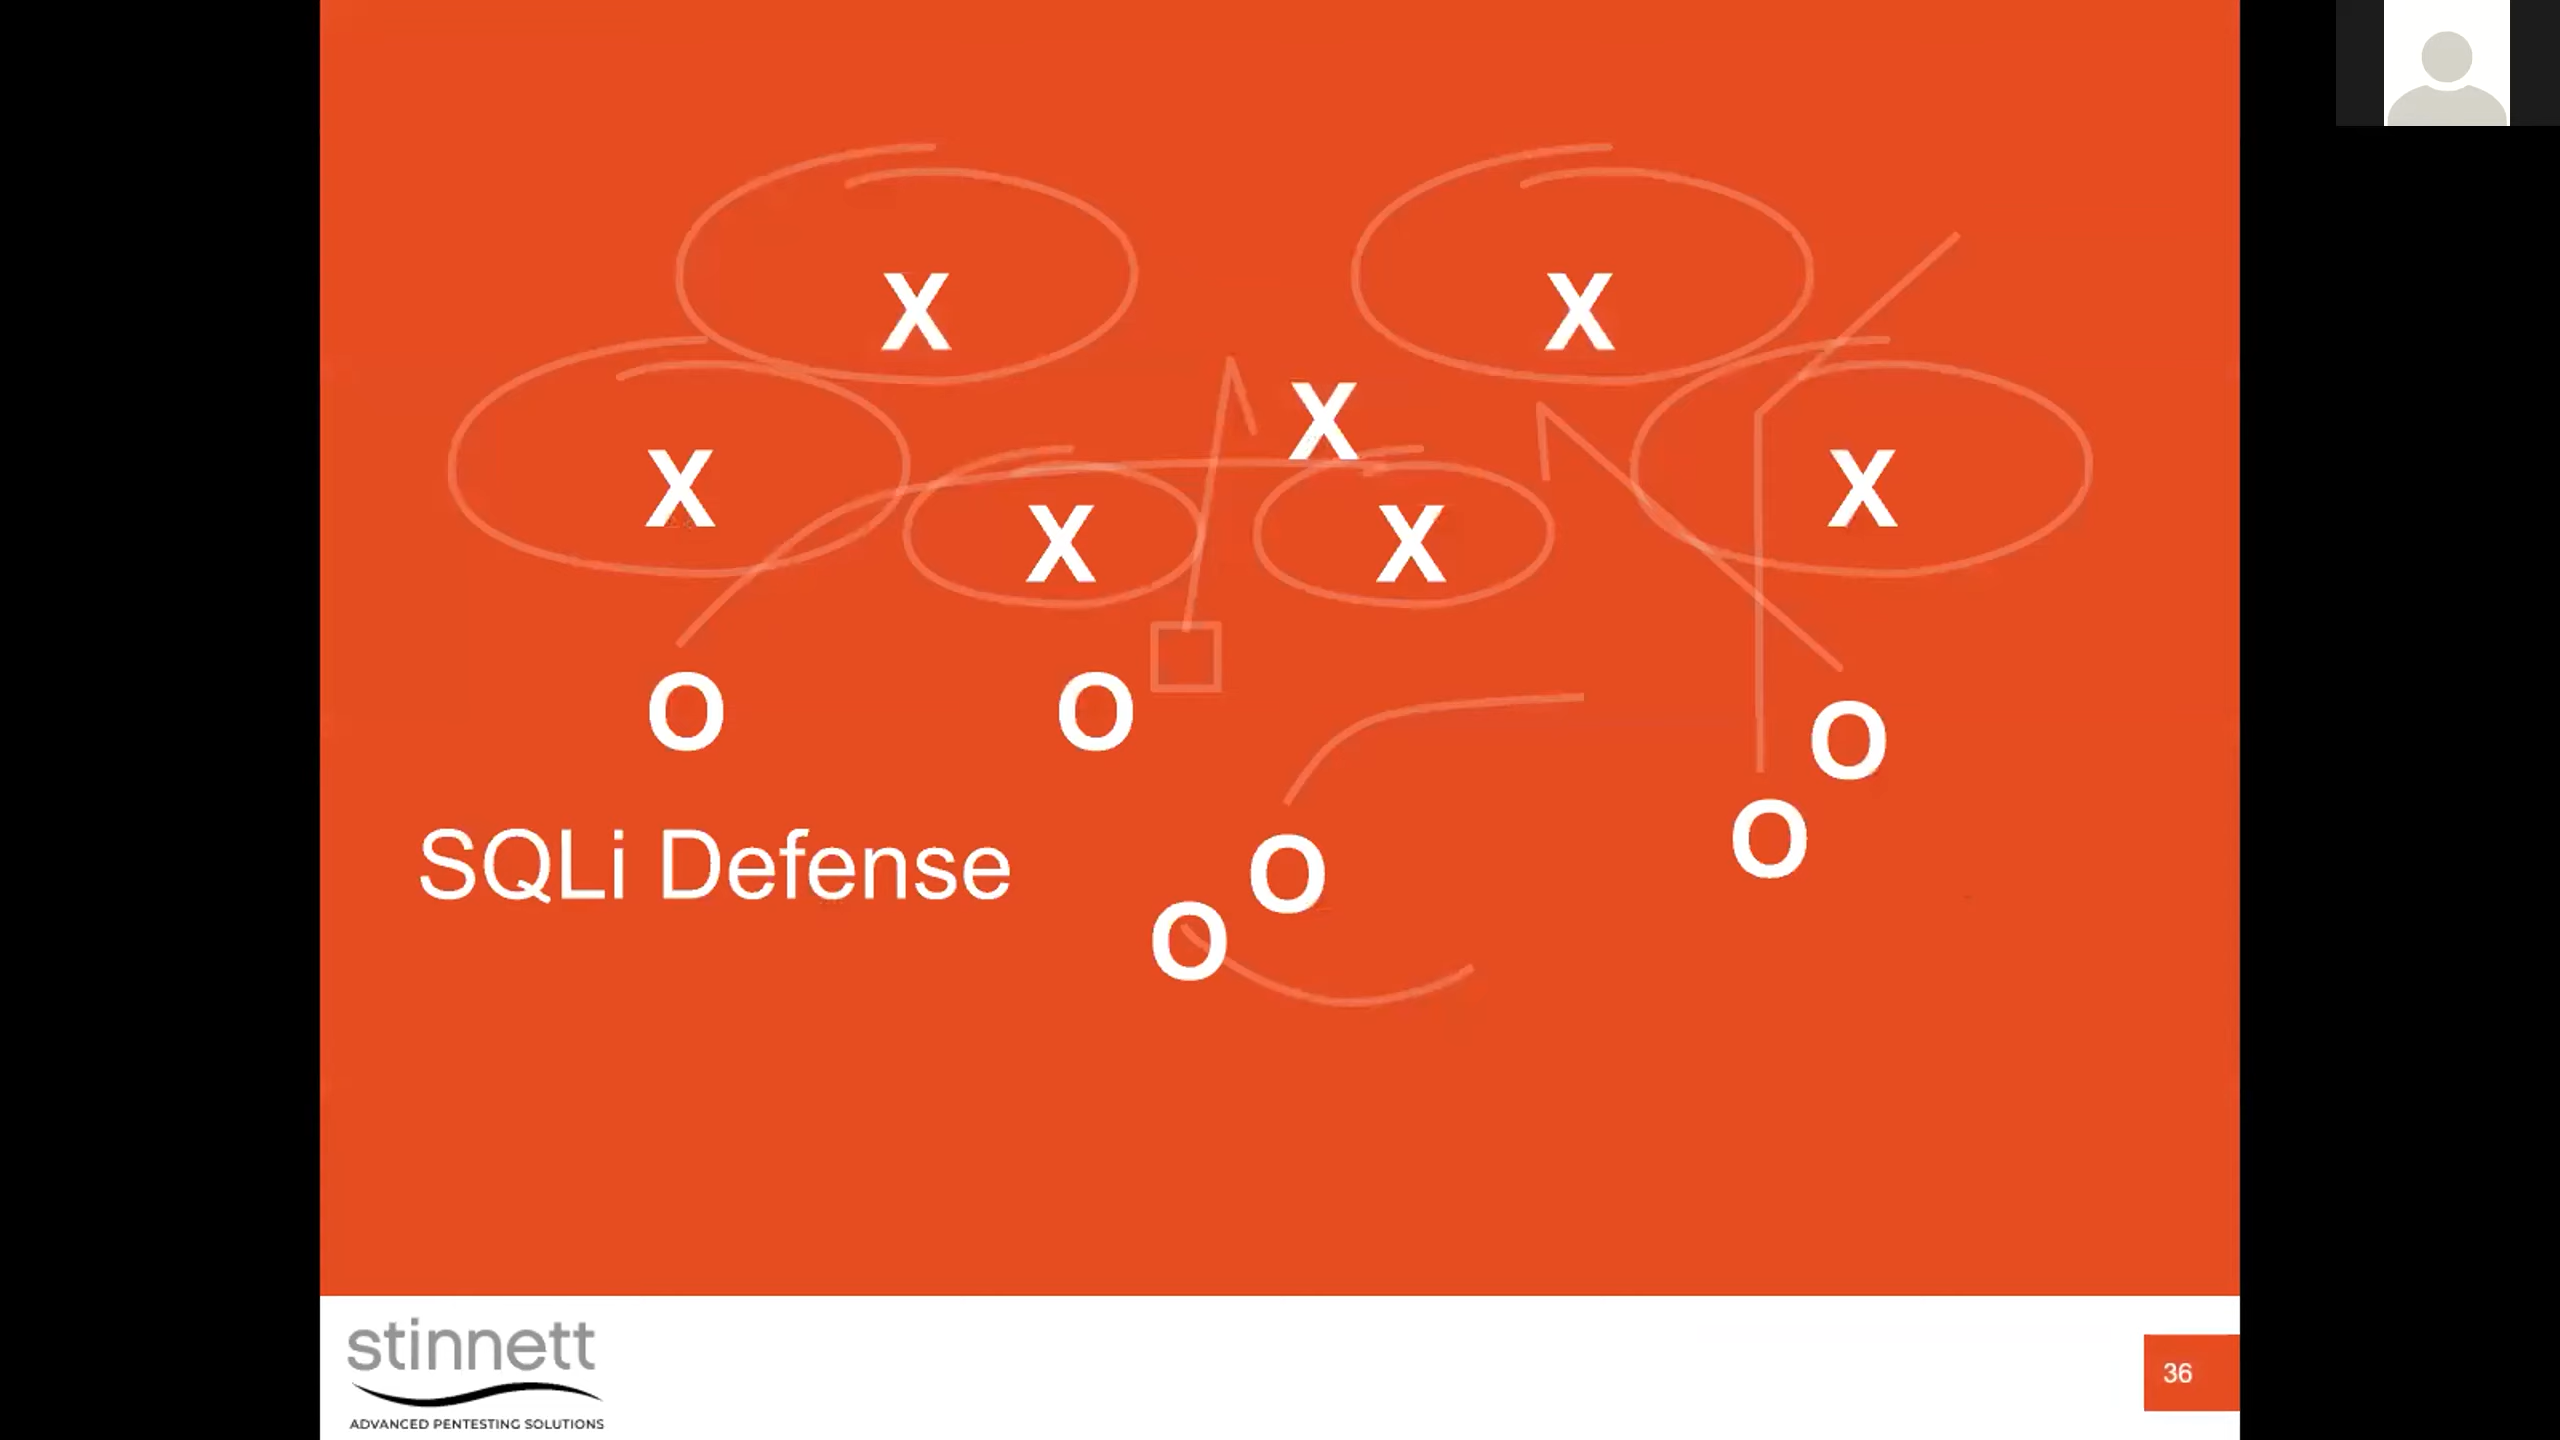 X X
X
X X
X X
O O
O
O
SQLi Defense
O
O
stinnett
ADVANCED PENTESTING SOLUTIONS
36